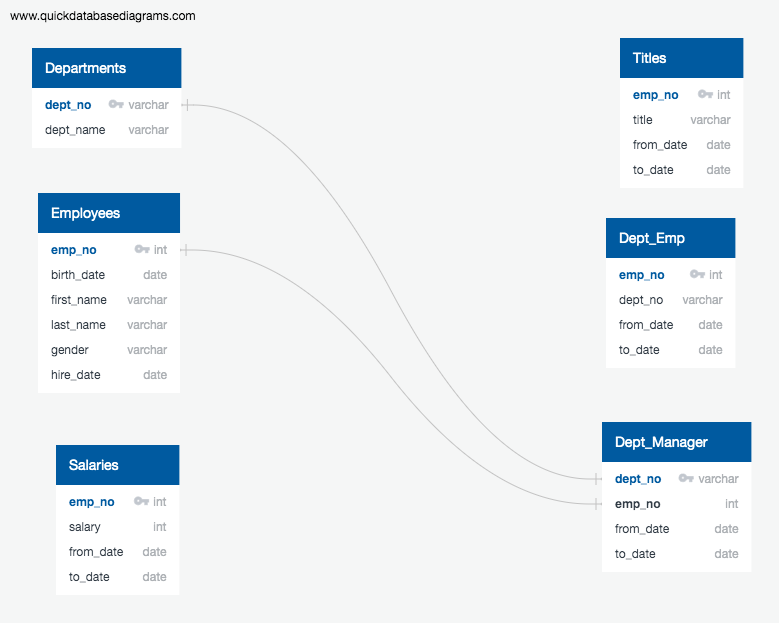 www.quickdatabasediagrams.com
Departments
dept_no varchar
dept_name varchar
Employees
emp_no int
birth_date date
first_name varchar
last_name varchar
gender varchar
hire_date date
Salaries
emp_no int
salary int
from_date date
to_date date
Titles
emp_no int
title varchar
from_date date
to_date date
Dept_Emp
emp_no int
dept_no varchar
from_date date
to_date date
Dept_Manager
dept_no varchar
emp_no int
from_date date
to_date date